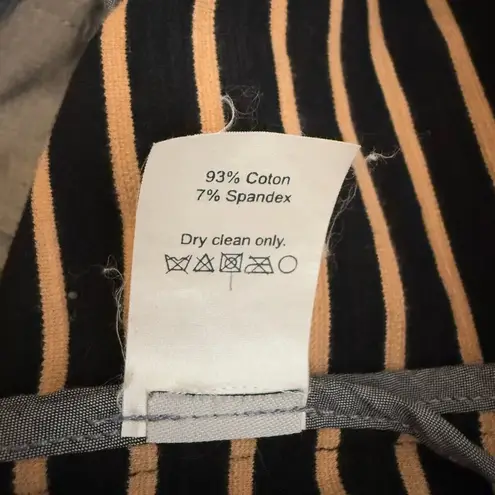 93% Coton
7% Spandex
Dry clean only.